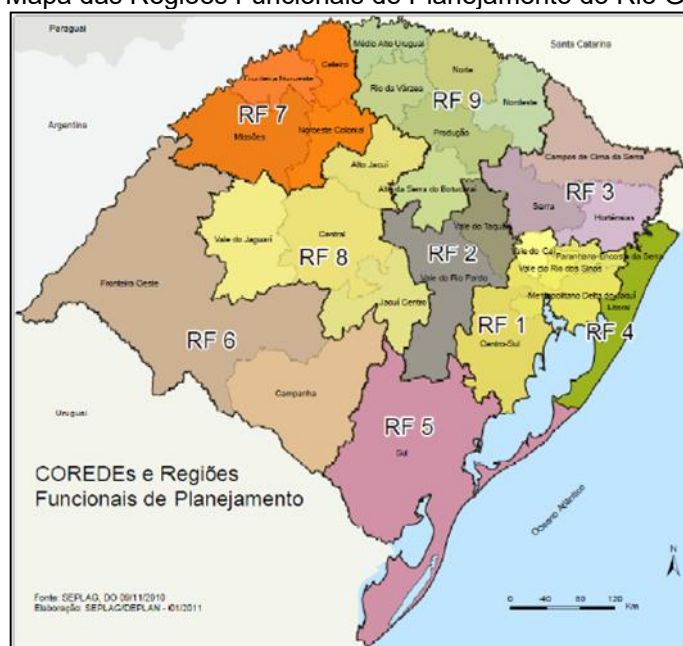 Mapa das Regiões Funcionais de Planejamento do Rio G
Paraguai
Santa Catarina
Argentina
Médio Alto Uruguai
Norte
Celeiro
Fronteira Noroeste
Rio da Várzea
Nordeste
RF 9
RF 7
Missões
Noroeste Colonial
Produção
Campos de Cima da Serra
Alto Jacuí
Alto da Serra do Botucaraí
RF 3
Serra
Hortênsias
Vale do Taquari
Vale do Jaguari
Central
RF 2
Vale do Caí
Paranhana-Encosta da Serra
RF 8
Vale do Rio dos Sinos
Vale do Rio Pardo
Fronteira Oeste
Metropolitano Delta do Jacuí
Litoral
Jacuí Centro
RF 1
RF 4
RF 6
Centro-Sul
Campanha
Uruguai
RF 5
Sul
COREDEs e Regiões
Funcionais de Planejamento
Oceano Atlântico
N
Fonte: SEPLAG, DO 09/11/2010
Elaboração: SEPLAG/DEPLAN - 01/2011
0 40 80 120
Km